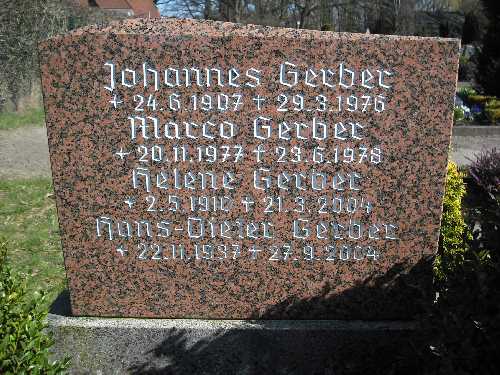 Johannes Gerber
* 24.6.1907 † 29.3.1976
Marco Gerber
* 20.11.1977 † 23.6.1978
Helene Gerber
* 2.5.1910 † 21.3.2004
Hans-Dieter Gerber
* 22.11.1937 † 27.9.2004